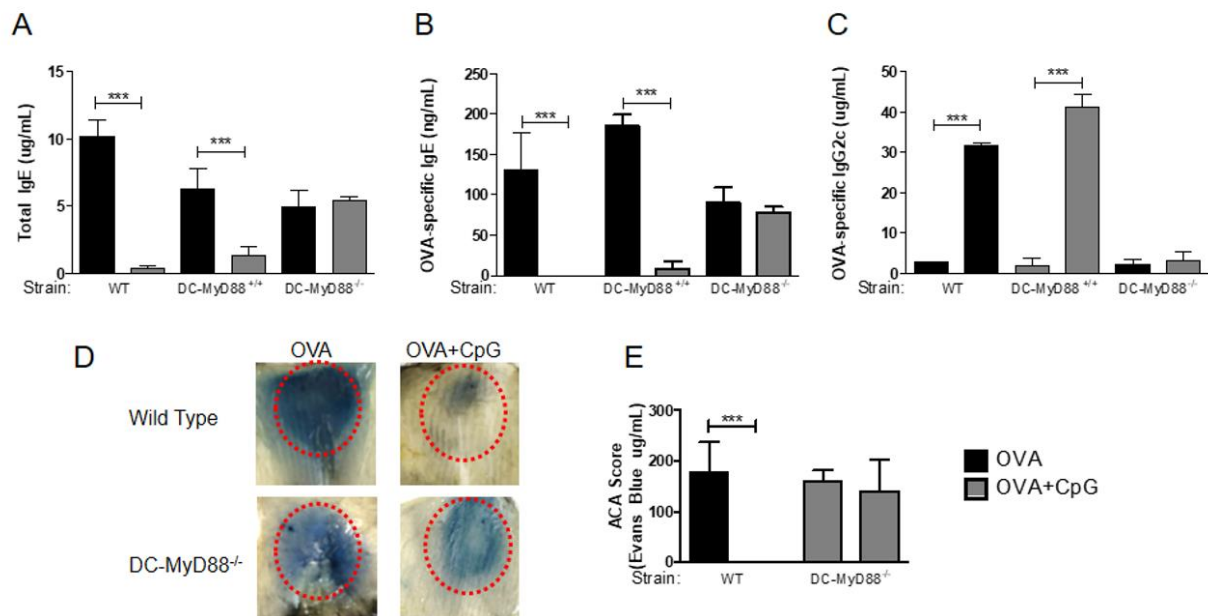 A
Total IgE (ug/mL)
15
10
5
0
***
***
Strain:
WT
DC-MyD88 +/+
DC-MyD88 -/-
B
OVA-specific IgE (ng/mL)
250
200
150
100
50
0
***
***
Strain:
WT
DC-MyD88 +/+
DC-MyD88 -/-
C
OVA-specific IgG2c (ug/mL)
50
40
30
20
10
0
***
***
Strain:
WT
DC-MyD88 +/+
DC-MyD88 -/-
D
OVA
OVA+CpG
Wild Type
DC-MyD88-/-
E
ACA Score
(Evans Blue ug/mL)
300
200
100
0
***
Strain:
WT
DC-MyD88 -/-
OVA
OVA+CpG